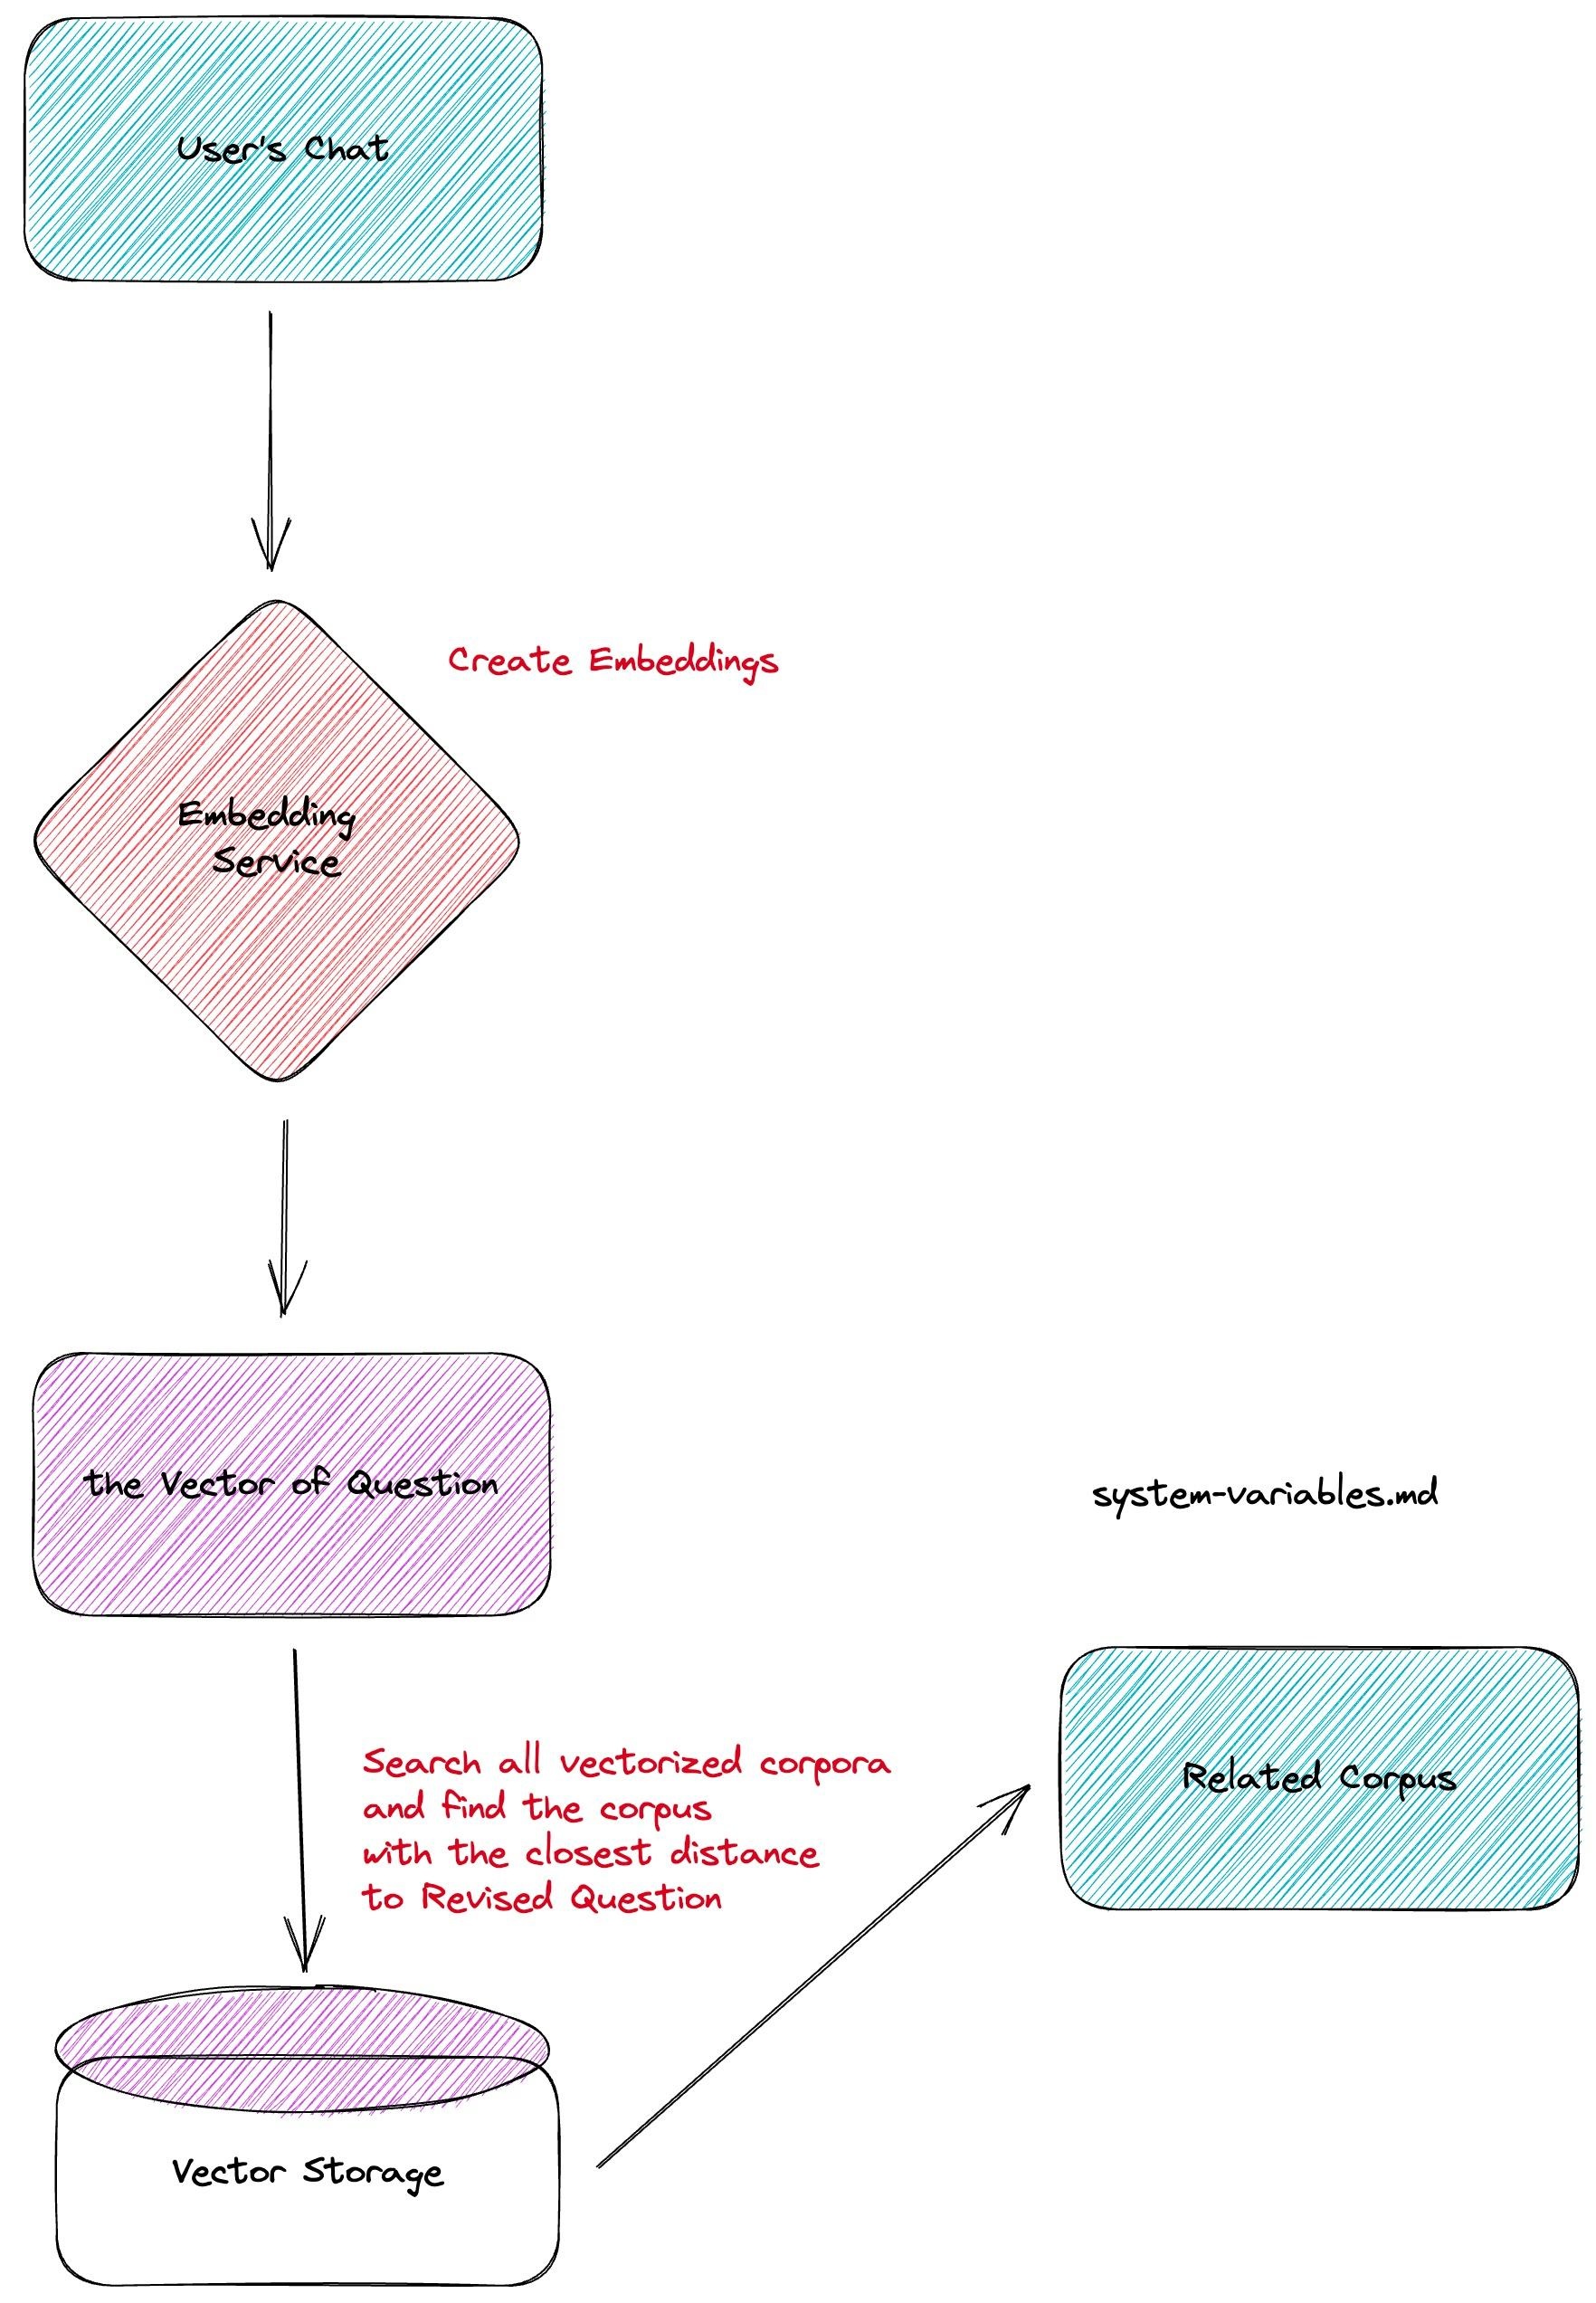 User's Chat
Create Embeddings
Embedding
Service
the Vector of Question
system-variables.md
Search all vectorized corpora
and find the corpus
with the closest distance
to Revised Question
Related Corpus
Vector Storage